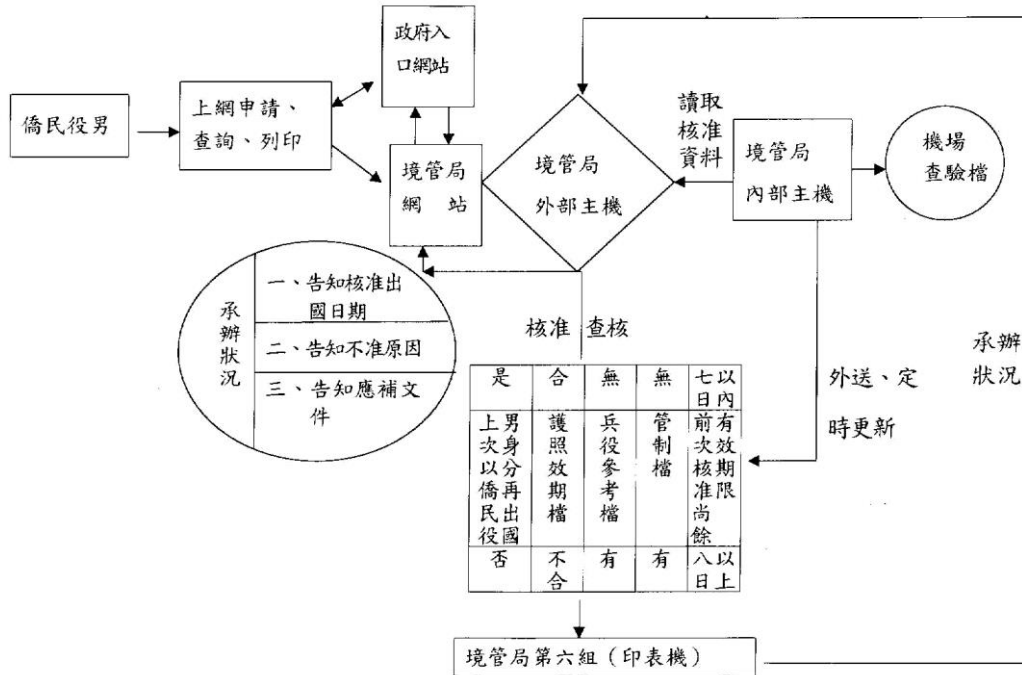 政府入
口網站
僑民役男
上網申請、
查詢、列印
境管局
網 站
境管局
外部主機
讀取
核准
資料
境管局
內部主機
機場
查驗檔
承辦狀況
一、告知核准出
國日期
二、告知不准原因
三、告知應補文
件
核准 查核
外送、定
時更新
承辦
狀況
是 合 無 無 七日以內
上次以僑民役男身分再出國
護照效期檔
兵役參考檔
管制檔
前次核准尚餘有效期限
否 不合 有 有 八日以上
境管局第六組（印表機）